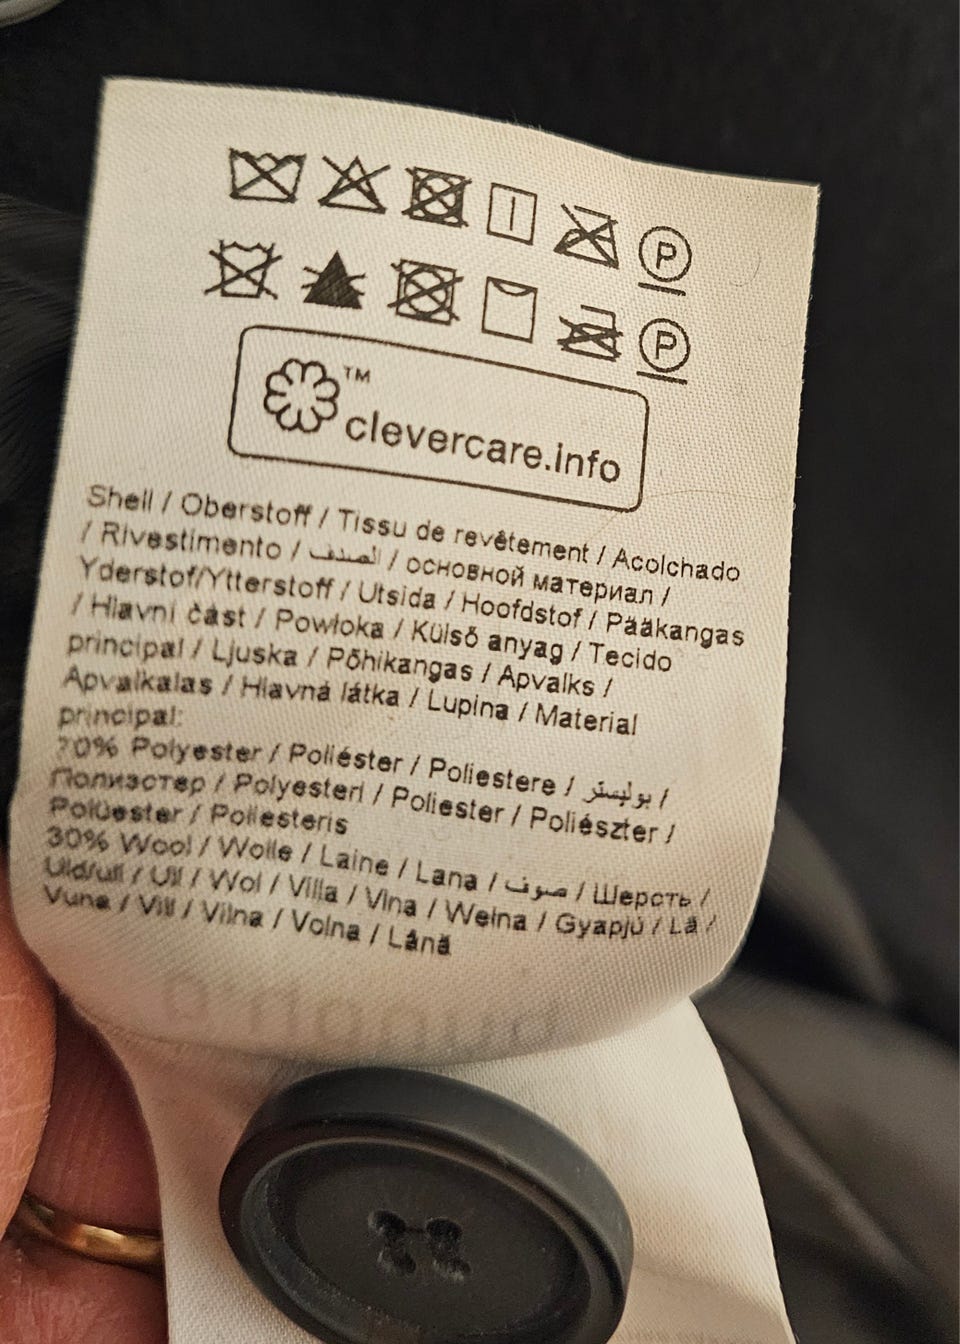 P
P
™
clevercare.info
Shell / Oberstoff / Tissu de revêtement / Acolchado
/ Rivestimento / الصدف / основной материал /
Yderstof/Ytterstoff / Utsida / Hoofdstof / Pääkangas
/ Hlavní část / Powłoka / Külső anyag / Tecido
principal / Ljuska / Põhikangas / Apvalks /
Apvalkalas / Hlavná látka / Lupina / Material
principal:
70% Polyester / Poliéster / Poliestere / بوليستر /
Полиэстер / Polyesteri / Poliester / Poliészter /
Polüester / Poliesteris
30% Wool / Wolle / Laine / Lana / صوف / Шерсть /
Uld/ull / Ull / Wol / Villa / Vlna / Wełna / Gyapjú / Lã /
Vuna / Vill / Vilna / Volna / Lână